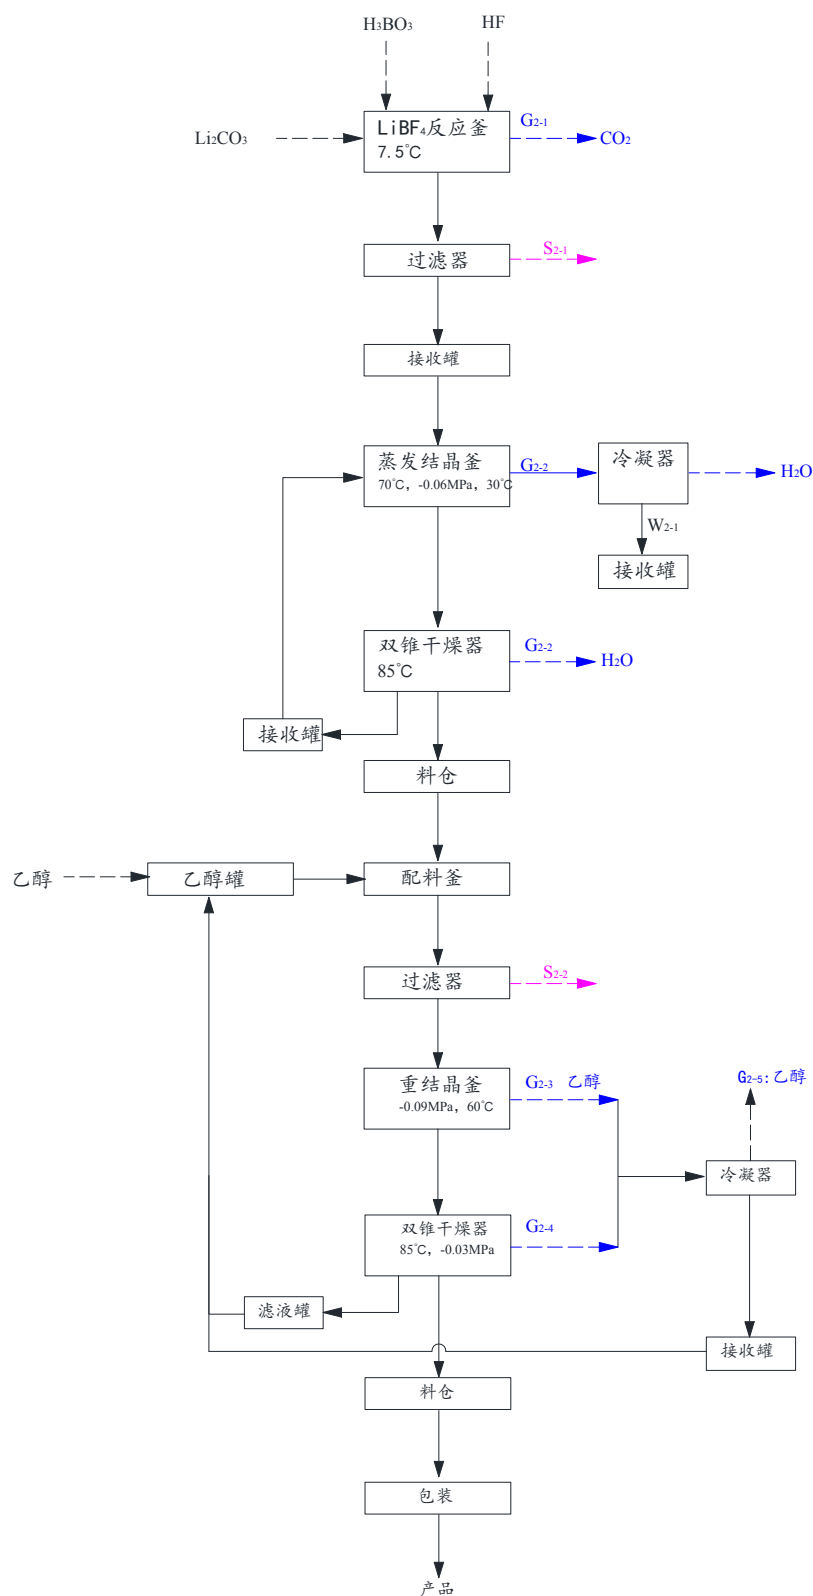 H₃BO₃
HF
Li₂CO₃
LiBF₄反应釜
7.5℃
G₂₋₁
CO₂
过滤器
S₂₋₁
接收罐
蒸发结晶釜
70℃，-0.06MPa，30℃
G₂₋₂
冷凝器
H₂O
W₂₋₁
接收罐
双锥干燥器
85℃
G₂₋₂
H₂O
接收罐
料仓
乙醇
乙醇罐
配料釜
过滤器
S₂₋₂
重结晶釜
-0.09MPa，60℃
G₂₋₃ 乙醇
G₂₋₅:乙醇
冷凝器
双锥干燥器
85℃，-0.03MPa
G₂₋₄
滤液罐
接收罐
料仓
包装
产品